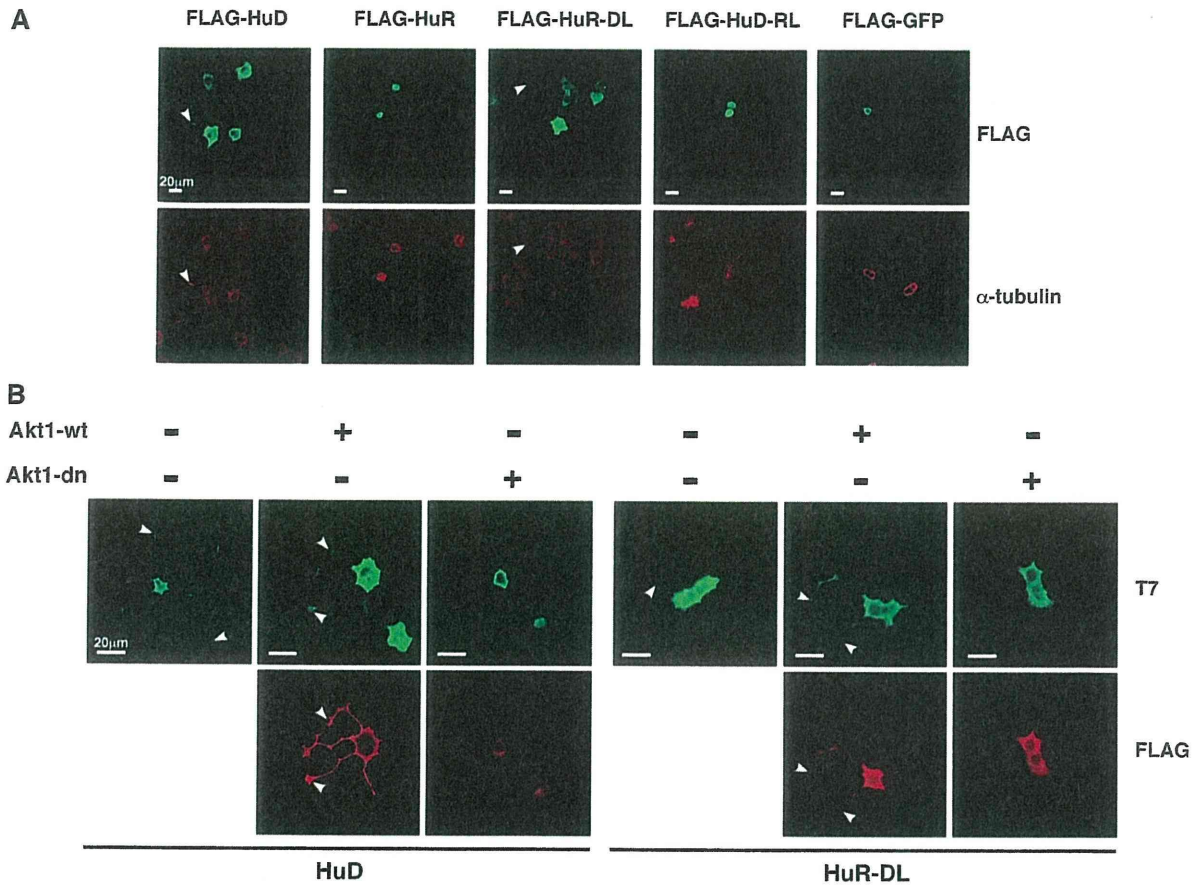 A
FLAG-HuD FLAG-HuR FLAG-HuR-DL FLAG-HuD-RL FLAG-GFP
20μm
FLAG
α-tubulin
B
Akt1-wt - + - - + -
Akt1-dn - - + - - +
20μm
T7
FLAG
HuD HuR-DL